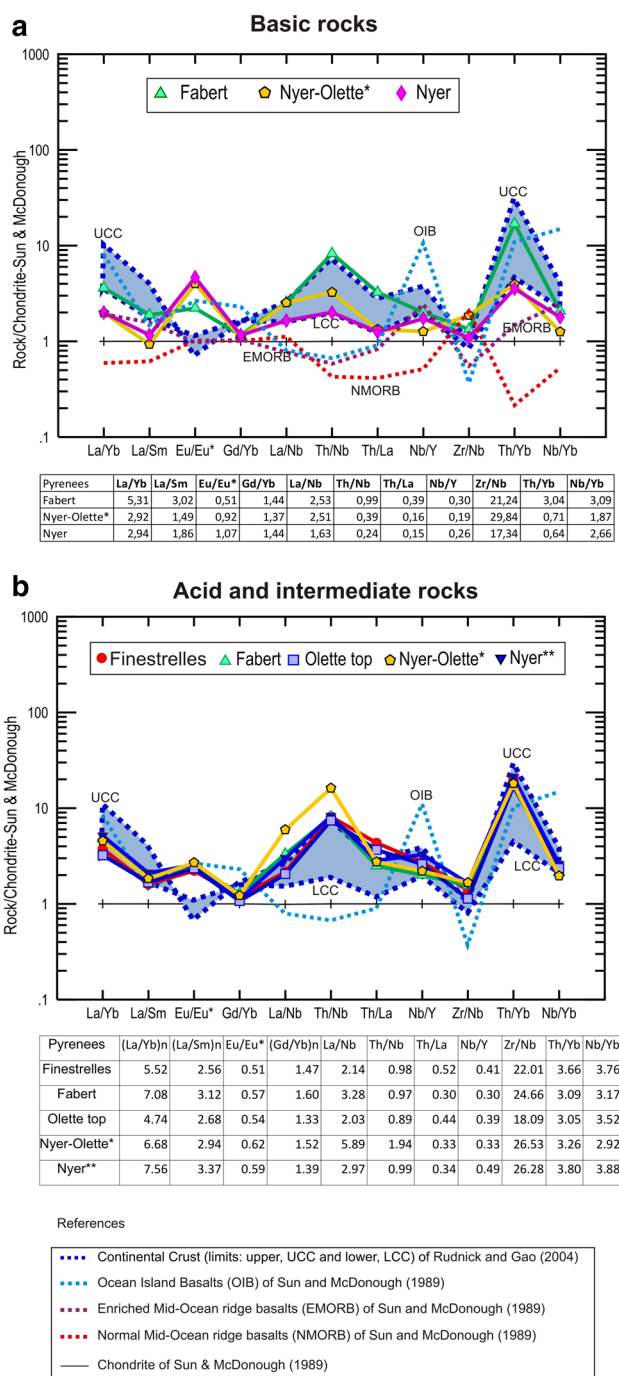 a
Basic rocks
1000
Fabert Nyer-Olette* Nyer
100
Rock/Chondrite-Sun & McDonough
UCC
OIB
UCC
10
LCC
EMORB
EMORB
1
NMORB
.1
La/Yb La/Sm Eu/Eu* Gd/Yb La/Nb Th/Nb Th/La Nb/Y Zr/Nb Th/Yb Nb/Yb
Pyrenees La/Yb La/Sm Eu/Eu* Gd/Yb La/Nb Th/Nb Th/La Nb/Y Zr/Nb Th/Yb Nb/Yb
Fabert 5,31 3,02 0,51 1,44 2,53 0,99 0,39 0,30 21,24 3,04 3,09
Nyer-Olette* 2,92 1,49 0,92 1,37 2,51 0,39 0,16 0,19 29,84 0,71 1,87
Nyer 2,94 1,86 1,07 1,44 1,63 0,24 0,15 0,26 17,34 0,64 2,66
b
Acid and intermediate rocks
1000
Finestrelles Fabert Olette top Nyer-Olette* Nyer**
100
Rock/Chondrite-Sun & McDonough
UCC
OIB
UCC
10
LCC
LCC
1
.1
La/Yb La/Sm Eu/Eu* Gd/Yb La/Nb Th/Nb Th/La Nb/Y Zr/Nb Th/Yb Nb/Yb
Pyrenees (La/Yb)n (La/Sm)n Eu/Eu* (Gd/Yb)n La/Nb Th/Nb Th/La Nb/Y Zr/Nb Th/Yb Nb/Yb
Finestrelles 5.52 2.56 0.51 1.47 2.14 0.98 0.52 0.41 22.01 3.66 3.76
Fabert 7.08 3.12 0.57 1.60 3.28 0.97 0.30 0.30 24.66 3.09 3.17
Olette top 4.74 2.68 0.54 1.33 2.03 0.89 0.44 0.39 18.09 3.05 3.52
Nyer-Olette* 6.68 2.94 0.62 1.52 5.89 1.94 0.33 0.33 26.53 3.26 2.92
Nyer** 7.56 3.37 0.59 1.39 2.97 0.99 0.34 0.49 26.28 3.80 3.88
References
Continental Crust (limits: upper, UCC and lower, LCC) of Rudnick and Gao (2004)
Ocean Island Basalts (OIB) of Sun and McDonough (1989)
Enriched Mid-Ocean ridge basalts (EMORB) of Sun and McDonough (1989)
Normal Mid-Ocean ridge basalts (NMORB) of Sun and McDonough (1989)
Chondrite of Sun & McDonough (1989)